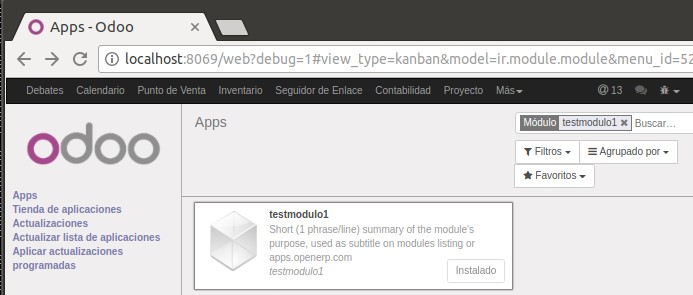 Apps - Odoo
localhost:8069/web?debug=1#view_type=kanban&model=ir.module.module&menu_id=52
Debates Calendario Punto de Venta Inventario Seguidor de Enlace Contabilidad Proyecto Más @ 13
odoo
Apps
Tienda de aplicaciones
Actualizaciones
Actualizar lista de aplicaciones
Aplicar actualizaciones
programadas
Apps
Módulo testmodulo1 Buscar...
Filtros Agrupado por
Favoritos
testmodulo1
Short (1 phrase/line) summary of the module's
purpose, used as subtitle on modules listing or
apps.openerp.com
testmodulo1
Instalado